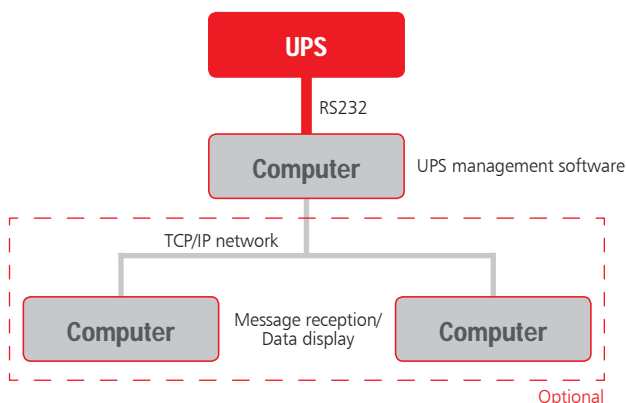 UPS
RS232
Computer
UPS management software
TCP/IP network
Computer
Message reception/
Data display
Computer
Optional